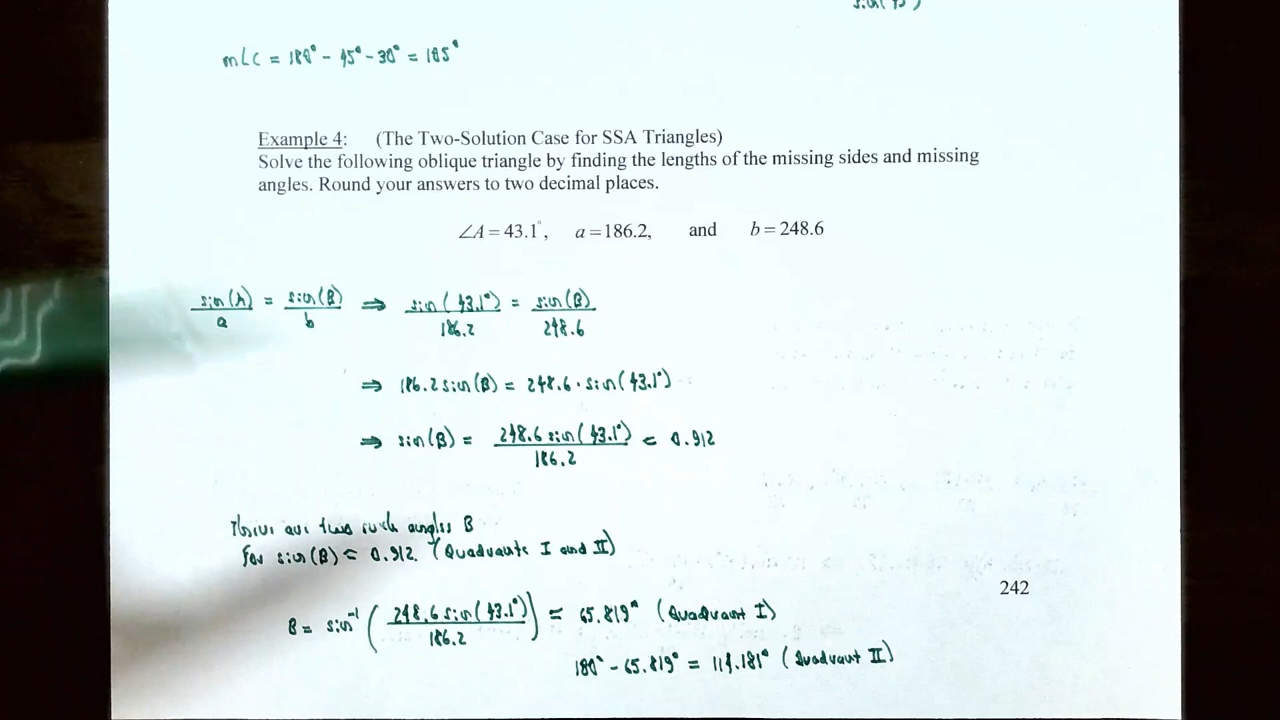 m∠C = 180° - 45° - 30° = 105°
Example 4: (The Two-Solution Case for SSA Triangles)
Solve the following oblique triangle by finding the lengths of the missing sides and missing
angles. Round your answers to two decimal places.
∠A = 43.1°, a = 186.2, and b = 248.6
sin(A)/a = sin(B)/b ⇒ sin(43.1°)/186.2 = sin(B)/248.6
⇒ 186.2 sin(B) = 248.6 · sin(43.1°)
⇒ sin(B) = 248.6 sin(43.1°)/186.2 ≈ 0.912
There are two such angles B
for sin(B) ≈ 0.912. (Quadrants I and II)
242
B = sin⁻¹(248.6 sin(43.1°)/186.2) ≈ 65.819° (Quadrant I)
180° - 65.819° = 114.181° (Quadrant II)